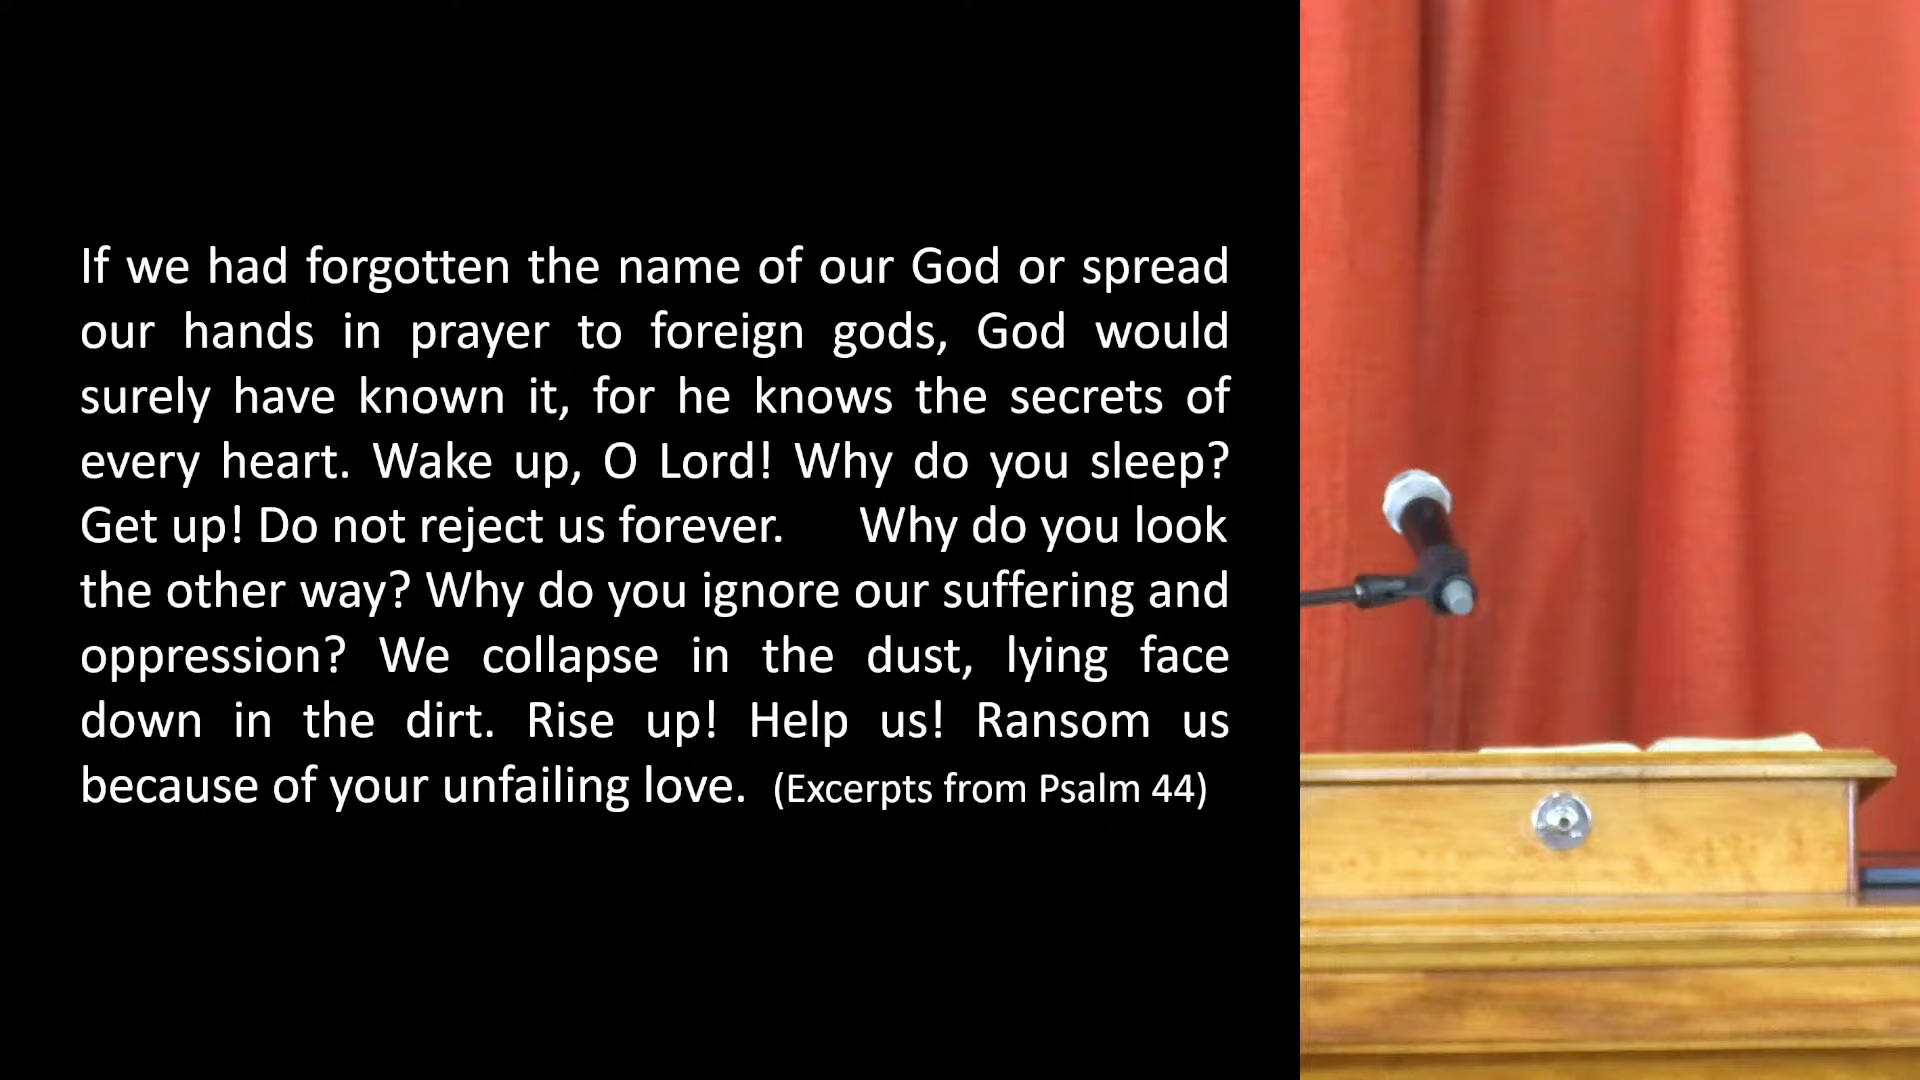 If we had forgotten the name of our God or spread
our hands in prayer to foreign gods, God would
surely have known it, for he knows the secrets of
every heart. Wake up, O Lord! Why do you sleep?
Get up! Do not reject us forever. Why do you look
the other way? Why do you ignore our suffering and
oppression? We collapse in the dust, lying face
down in the dirt. Rise up! Help us! Ransom us
because of your unfailing love. (Excerpts from Psalm 44)